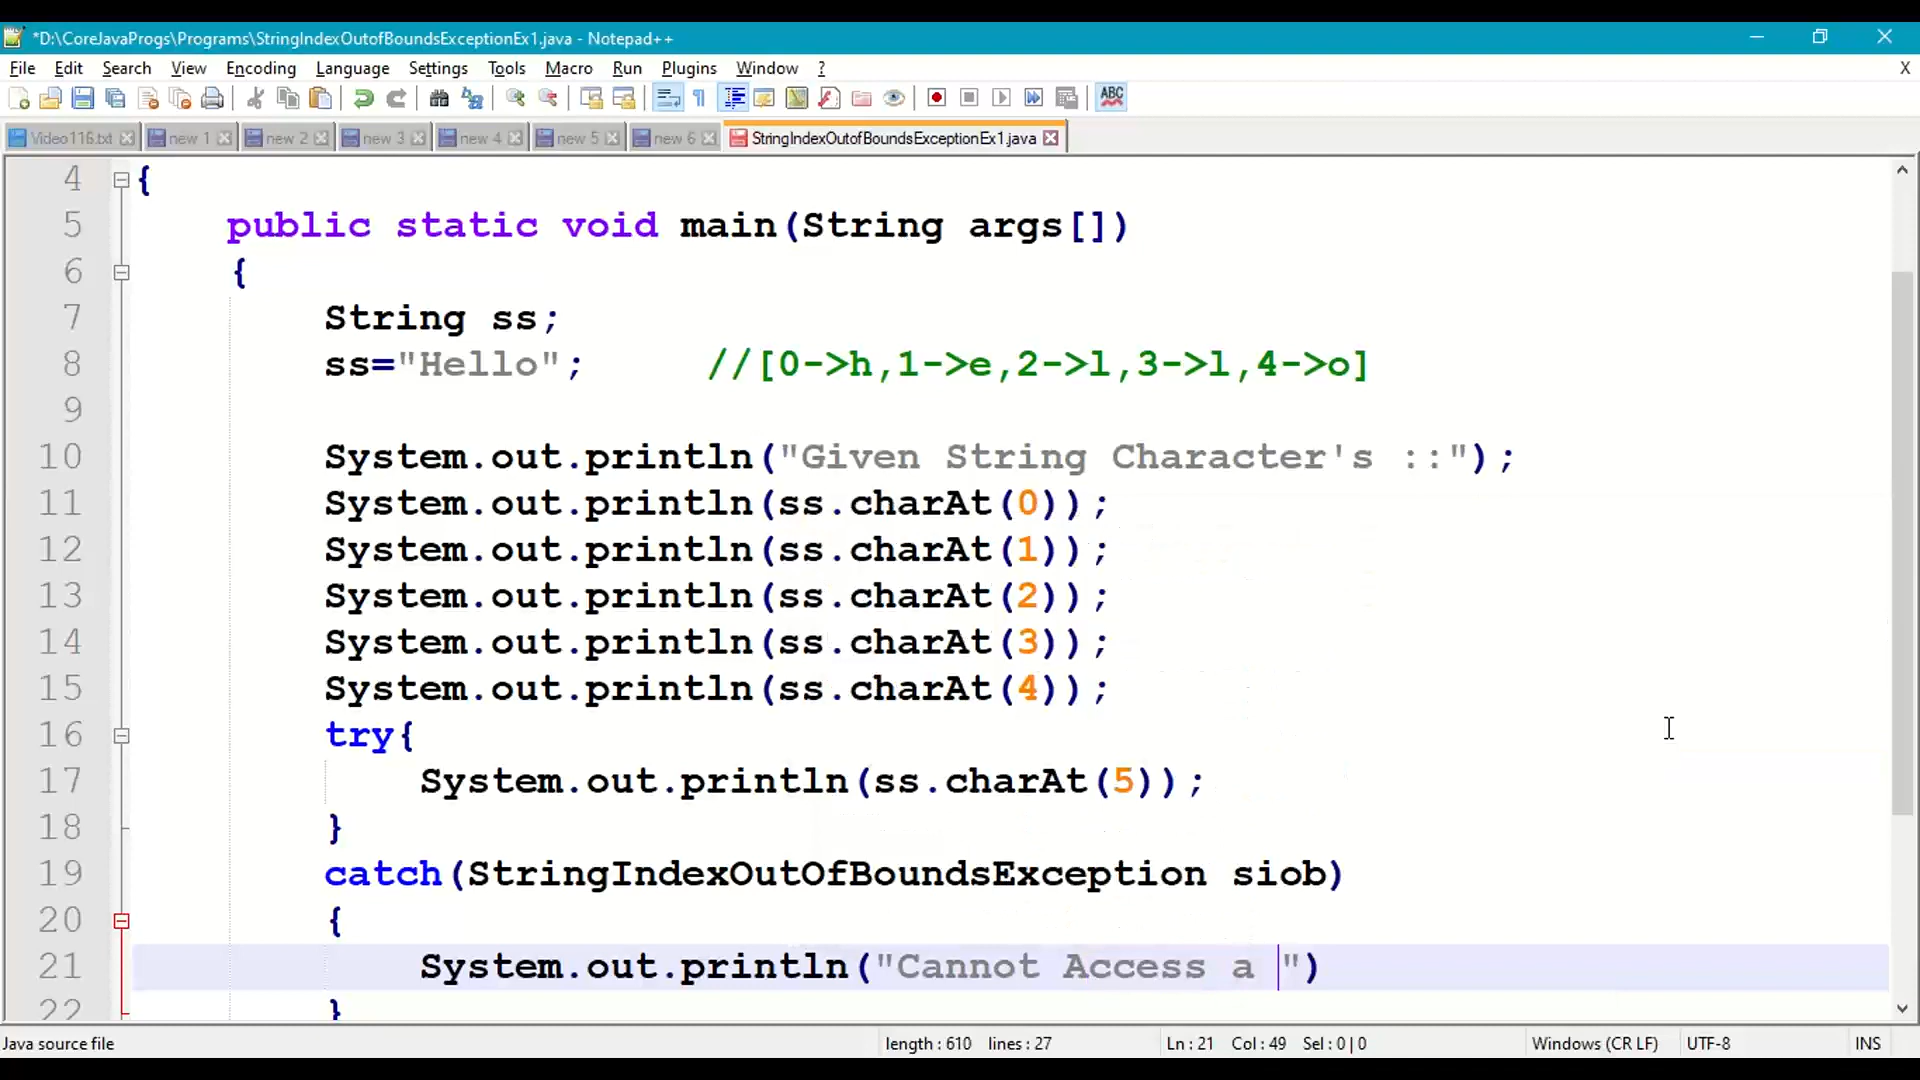 *D:\CoreJavaProgs\Programs\StringIndexOutofBoundsExceptionEx1.java - Notepad++
File Edit Search View Encoding Language Settings Tools Macro Run Plugins Window ? X
Video116.txt new 1 new 2 new 3 new 4 new 5 new 6 StringIndexOutofBoundsExceptionEx1.java
4 {
5 public static void main(String args[])
6 {
7 String ss;
8 ss="Hello"; //[0->h,1->e,2->l,3->l,4->o]
9
10 System.out.println("Given String Character's ::");
11 System.out.println(ss.charAt(0));
12 System.out.println(ss.charAt(1));
13 System.out.println(ss.charAt(2));
14 System.out.println(ss.charAt(3));
15 System.out.println(ss.charAt(4));
16 try{
17 System.out.println(ss.charAt(5));
18 }
19 catch(StringIndexOutOfBoundsException siob)
20 {
21 System.out.println("Cannot Access a ")
22 }
Java source file length : 610 lines : 27 Ln : 21 Col : 49 Sel : 0 | 0 Windows (CR LF) UTF-8 INS